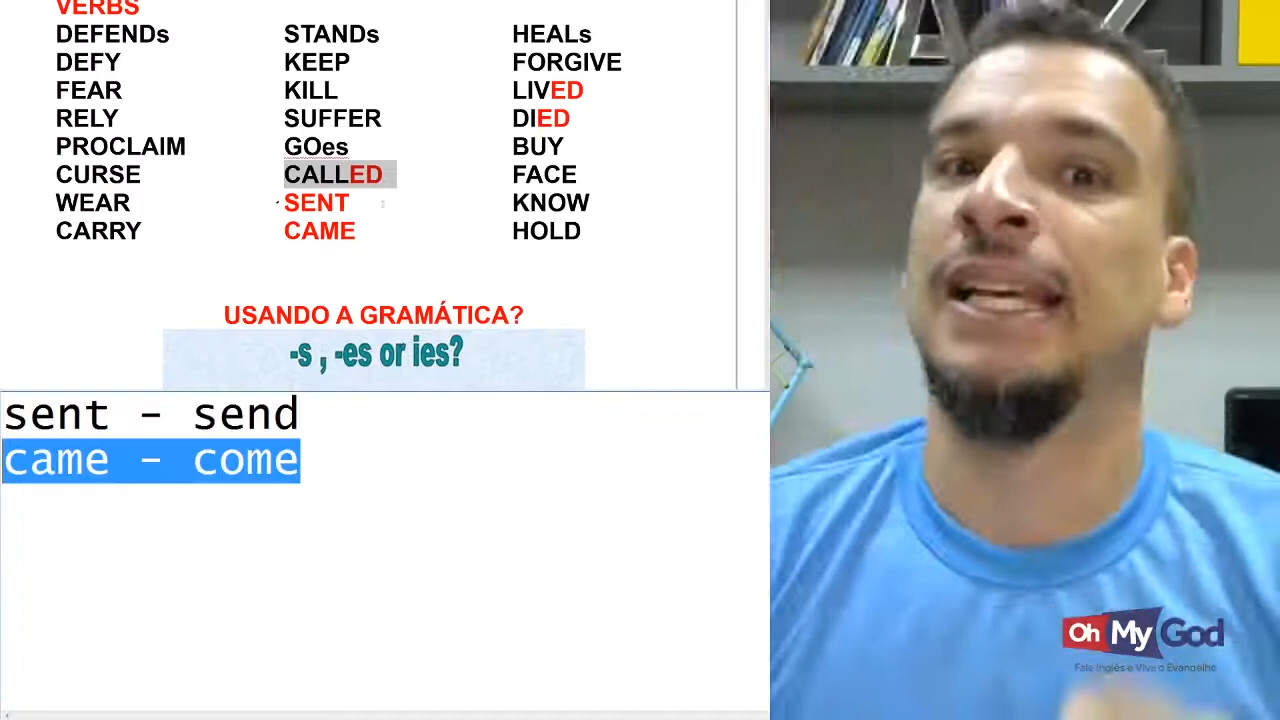 VERBS
DEFENDs STANDs HEALs
DEFY KEEP FORGIVE
FEAR KILL LIVED
RELY SUFFER DIED
PROCLAIM GOes BUY
CURSE CALLED FACE
WEAR SENT KNOW
CARRY CAME HOLD
USANDO A GRAMÁTICA?
-s , -es or ies?
sent - send
came - come
Oh My God
Fale Inglês e Viva o Evangelho